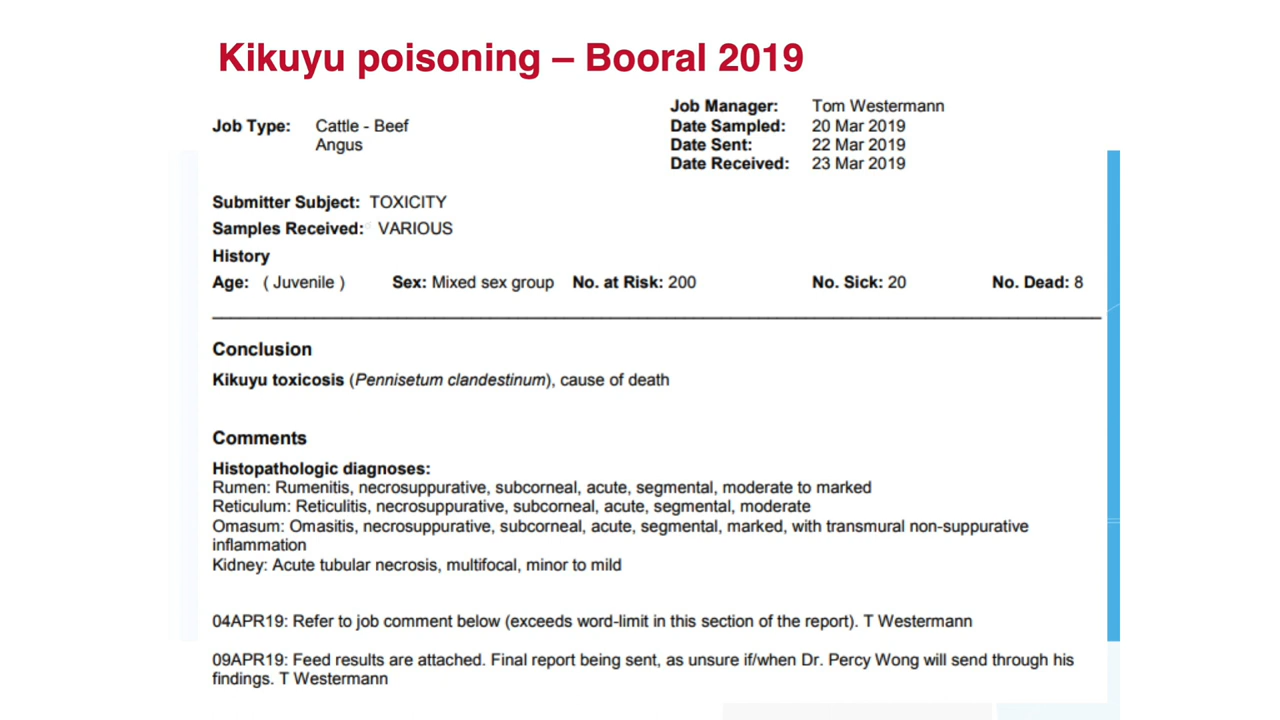 Kikuyu poisoning – Booral 2019
Job Manager: Tom Westermann
Job Type: Cattle - Beef
Date Sampled: 20 Mar 2019
Angus
Date Sent: 22 Mar 2019
Date Received: 23 Mar 2019
Submitter Subject: TOXICITY
Samples Received: VARIOUS
History
Age: ( Juvenile ) Sex: Mixed sex group No. at Risk: 200 No. Sick: 20 No. Dead: 8
Conclusion
Kikuyu toxicosis (Pennisetum clandestinum), cause of death
Comments
Histopathologic diagnoses:
Rumen: Rumenitis, necrosuppurative, subcorneal, acute, segmental, moderate to marked
Reticulum: Reticulitis, necrosuppurative, subcorneal, acute, segmental, moderate
Omasum: Omasitis, necrosuppurative, subcorneal, acute, segmental, marked, with transmural non-suppurative
inflammation
Kidney: Acute tubular necrosis, multifocal, minor to mild
04APR19: Refer to job comment below (exceeds word-limit in this section of the report). T Westermann
09APR19: Feed results are attached. Final report being sent, as unsure if/when Dr. Percy Wong will send through his
findings. T Westermann